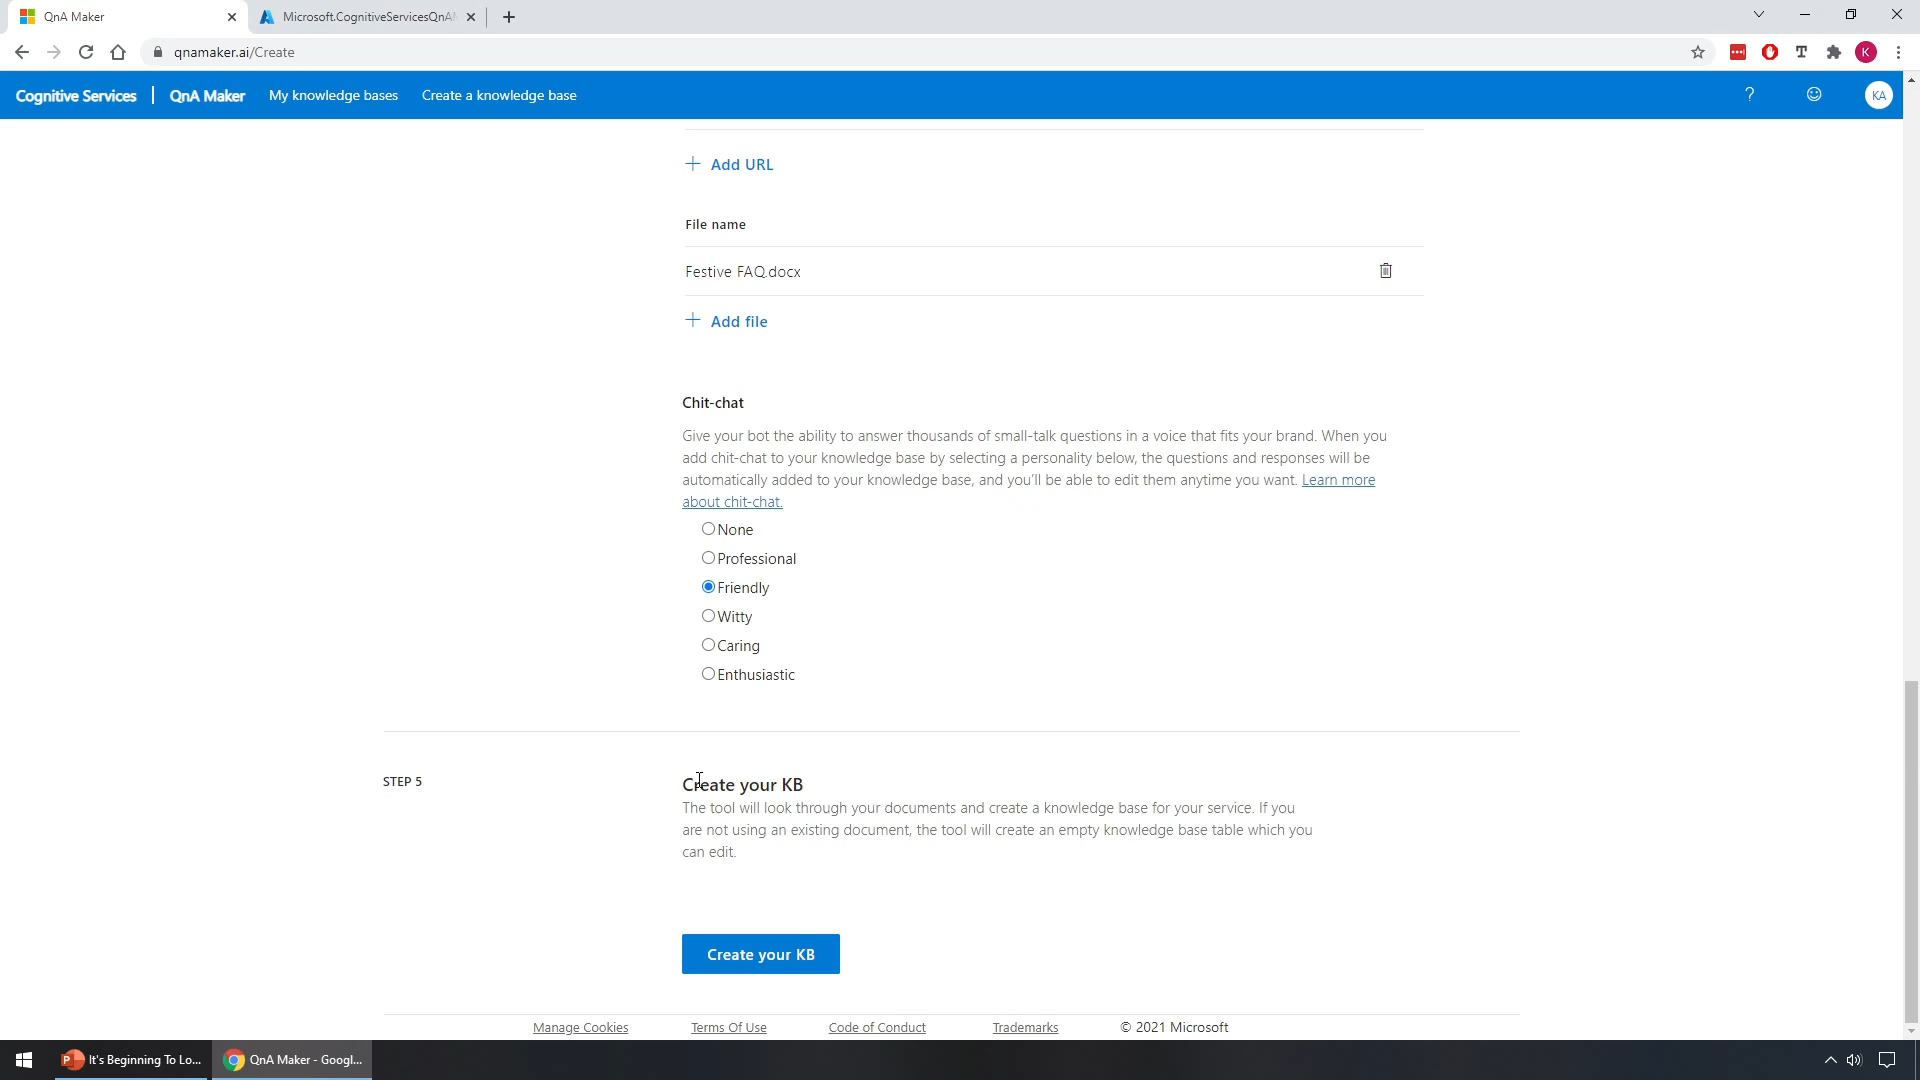 QnA Maker
Microsoft.CognitiveServicesQnAM
qnamaker.ai/Create
K
Cognitive Services | QnA Maker My knowledge bases Create a knowledge base
?
KA
+ Add URL
File name
Festive FAQ.docx
+ Add file
Chit-chat
Give your bot the ability to answer thousands of small-talk questions in a voice that fits your brand. When you
add chit-chat to your knowledge base by selecting a personality below, the questions and responses will be
automatically added to your knowledge base, and you'll be able to edit them anytime you want. Learn more
about chit-chat.
None
Professional
Friendly
Witty
Caring
Enthusiastic
STEP 5
Create your KB
The tool will look through your documents and create a knowledge base for your service. If you
are not using an existing document, the tool will create an empty knowledge base table which you
can edit.
Create your KB
Manage Cookies Terms Of Use Code of Conduct Trademarks © 2021 Microsoft
It's Beginning To Lo...
QnA Maker - Googl...